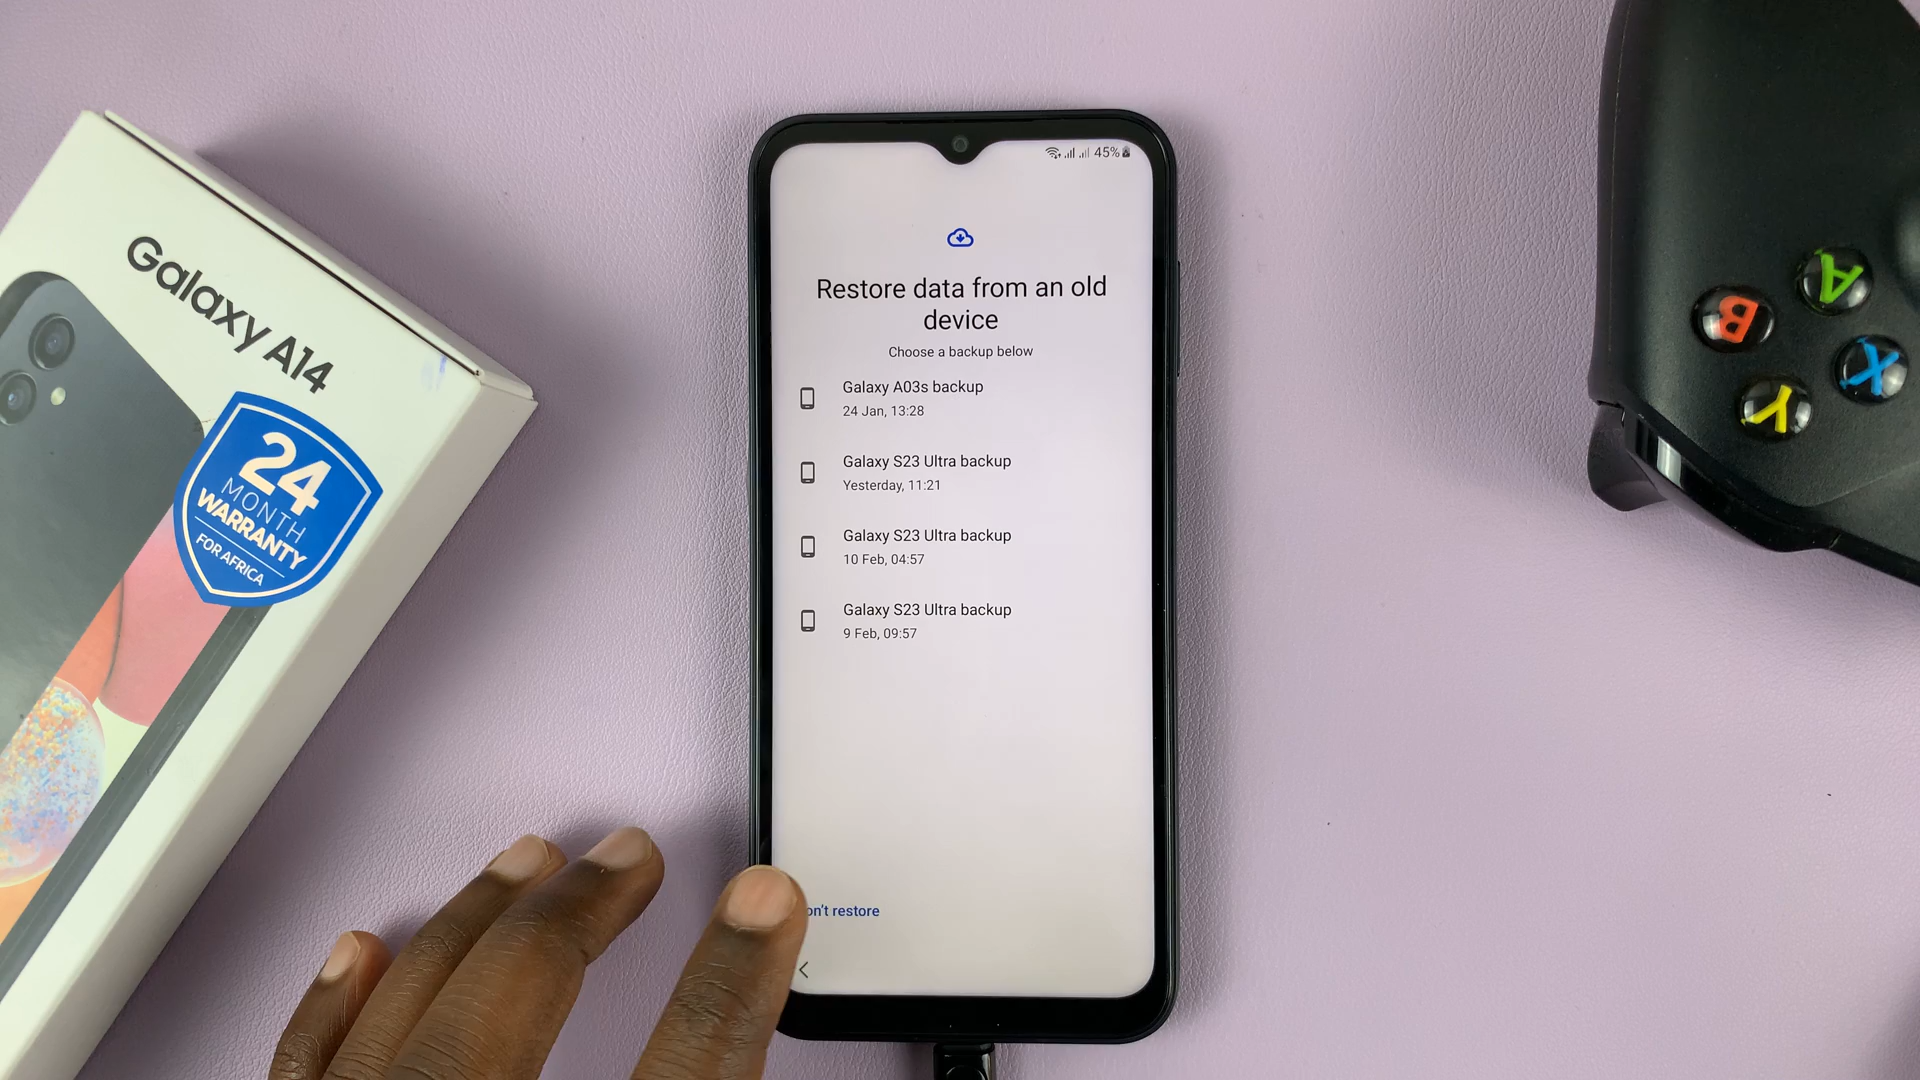 Galaxy A14
24
MONTH
WARRANTY
FOR AFRICA
45%
Restore data from an old
device
Choose a backup below
Galaxy A03s backup
24 Jan, 13:28
Galaxy S23 Ultra backup
Yesterday, 11:21
Galaxy S23 Ultra backup
10 Feb, 04:57
Galaxy S23 Ultra backup
9 Feb, 09:57
on't restore
A
B
X
Y